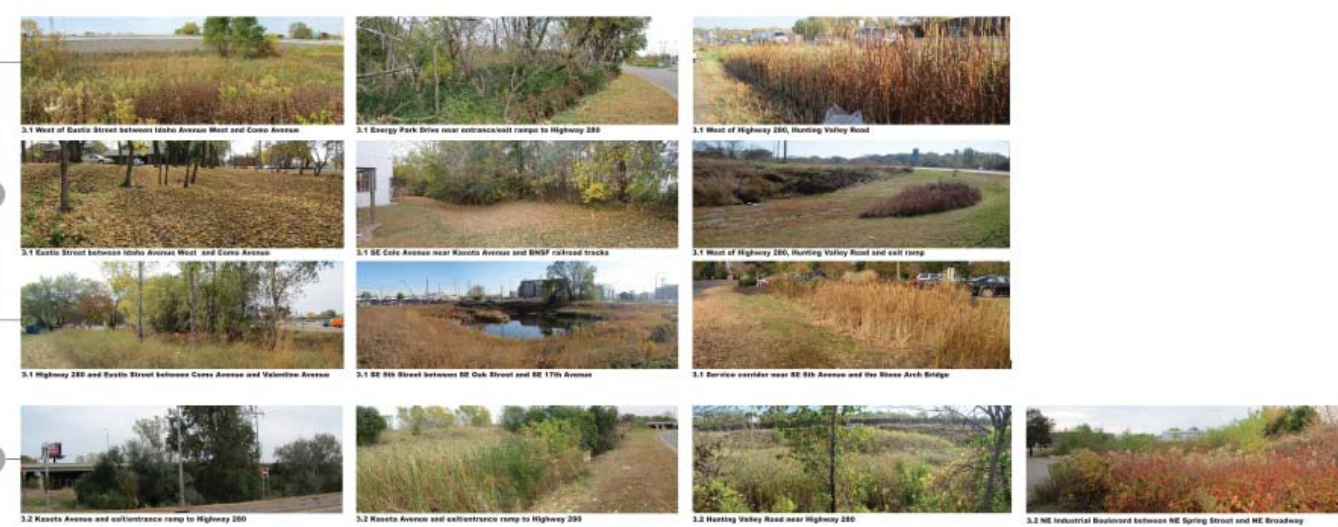 3.1 West of Eustis Street between Idaho Avenue West and Como Avenue
3.1 Energy Park Drive near entrance/exit ramps to Highway 280
3.1 West of Highway 280, Hunting Valley Road
3.1 Eustis Street between Idaho Avenue West and Como Avenue
3.1 SE Cole Avenue near Kasota Avenue and BNSF railroad tracks
3.1 West of Highway 280, Hunting Valley Road and exit ramp
3.1 Highway 280 and Eustis Street between Como Avenue and Valentine Avenue
3.1 SE 5th Street between SE Oak Street and SE 17th Avenue
3.1 Service corridor near SE 6th Avenue and the Stone Arch Bridge
3.2 Kasota Avenue and exit/entrance ramp to Highway 280
3.2 Kasota Avenue and exit/entrance ramp to Highway 280
3.2 Hunting Valley Road near Highway 280
3.2 NE Industrial Boulevard between NE Spring Street and NE Broadway